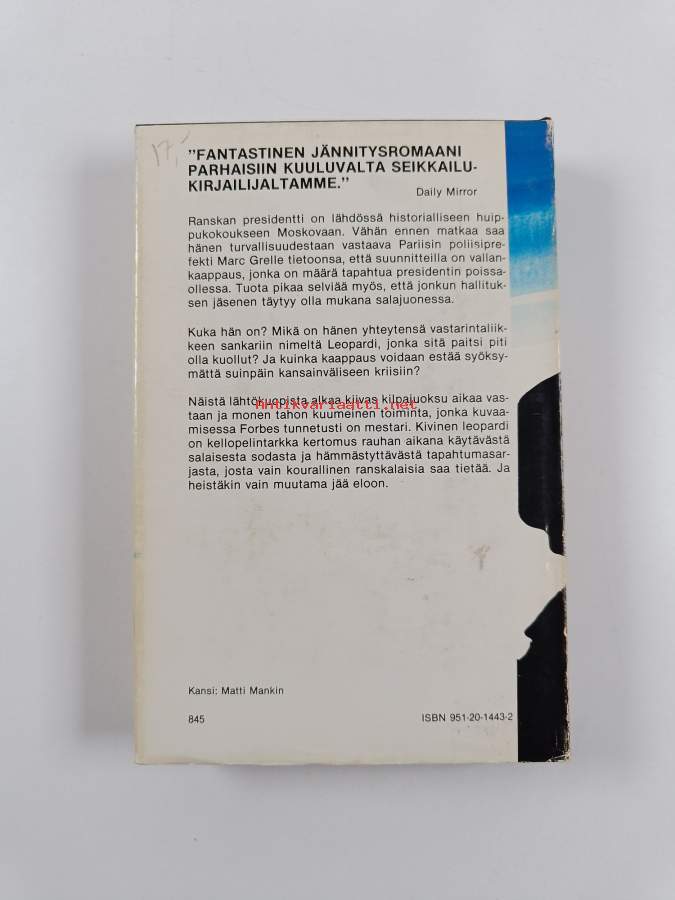 17,-
"FANTASTINEN JÄNNITYSROMAANI
PARHAISIIN KUULUVALTA SEIKKAILU-
KIRJAILIJALTAMME."
Daily Mirror
Ranskan presidentti on lähdössä historialliseen huip-
pukokoukseen Moskovaan. Vähän ennen matkaa saa
hänen turvallisuudestaan vastaava Pariisin poliisipre-
fekti Marc Grelle tietoonsa, että suunnitteilla on vallan-
kaappaus, jonka on määrä tapahtua presidentin poissa-
ollessa. Tuota pikaa selviää myös, että jonkun hallituk-
sen jäsenen täytyy olla mukana salajuonessa.
Kuka hän on? Mikä on hänen yhteytensä vastarintaliik-
keen sankariin nimeltä Leopardi, jonka sitä paitsi piti
olla kuollut? Ja kuinka kaappaus voidaan estää syöksy-
mättä suinpäin kansainväliseen kriisiin?
Näistä lähtökuopista alkaa kiivas kilpajuoksu aikaa vas-
Antikvariaatti.net
taan ja monen tahon kuumeinen toiminta, jonka kuvaa-
misessa Forbes tunnetusti on mestari. Kivinen leopardi
on kellopelintarkka kertomus rauhan aikana käytävästä
salaisesta sodasta ja hämmästyttävästä tapahtumasar-
jasta, josta vain kourallinen ranskalaisia saa tietää. Ja
heistäkin vain muutama jää eloon.
Kansi: Matti Mankin
845
ISBN 951-20-1443-2